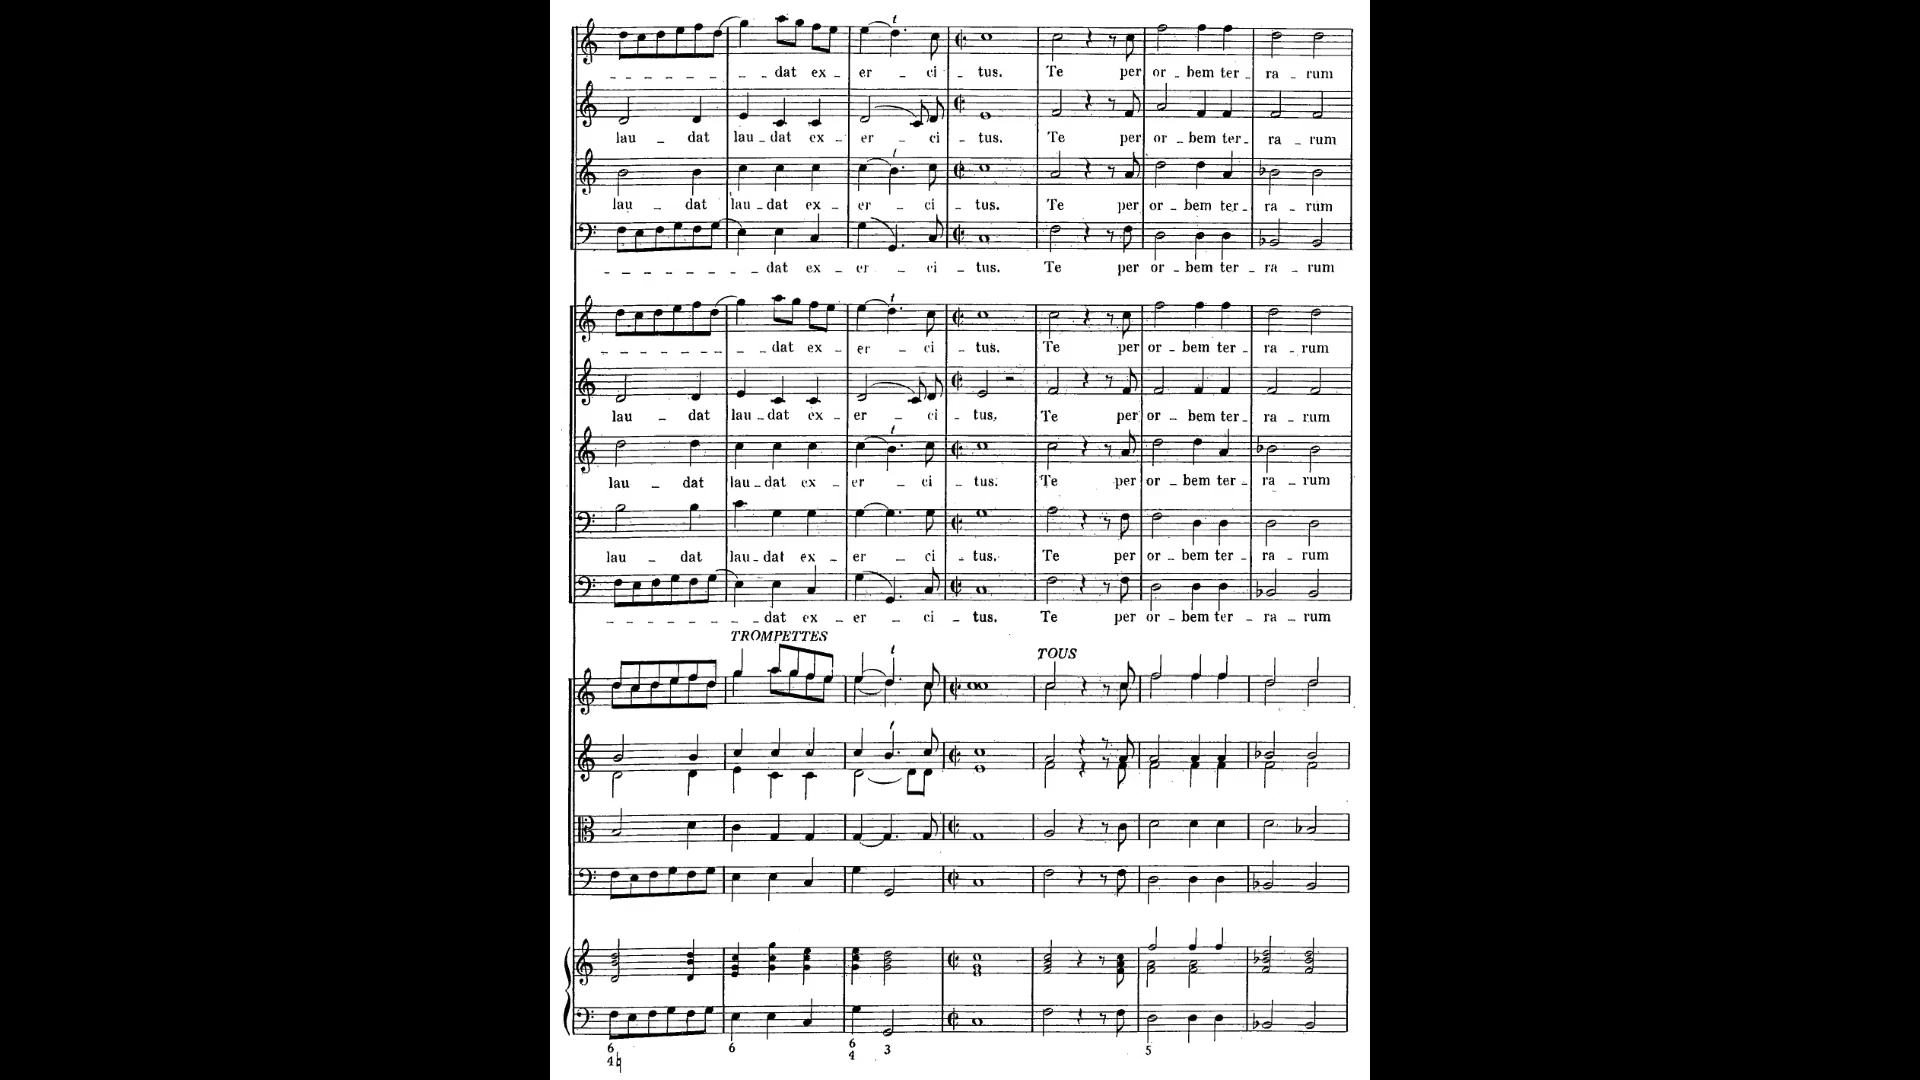 _ _ _ _ _ _ _ _ dat ex _ er _ ci _ tus. Te per or _ bem ter _ ra _ rum
lau _ dat lau _ dat ex _ er _ ci _ tus. Te per or _ bem ter _ ra _ rum
lau _ dat lau _ dat ex _ er _ ci _ tus. Te per or _ bem ter _ ra _ rum
_ _ _ _ _ _ _ _ dat ex _ er _ ci _ tus. Te per or _ bem ter _ ra _ rum
_ _ _ _ _ _ _ _ dat ex _ er _ ci _ tus. Te per or _ bem ter _ ra _ rum
lau _ dat lau _ dat ex _ er _ ci _ tus, Te per or _ bem ter _ ra _ rum
lau _ dat lau _ dat ex _ er _ ci _ tus. Te per or _ bem ter _ ra _ rum
lau _ dat lau _ dat ex _ er _ ci _ tus. Te per or _ bem ter _ ra _ rum
_ _ _ _ _ _ _ _ dat ex _ er _ ci _ tus. Te per or _ bem ter _ ra _ rum
TROMPETTES
TOUS
6 6 6 3 5
4♮ 4